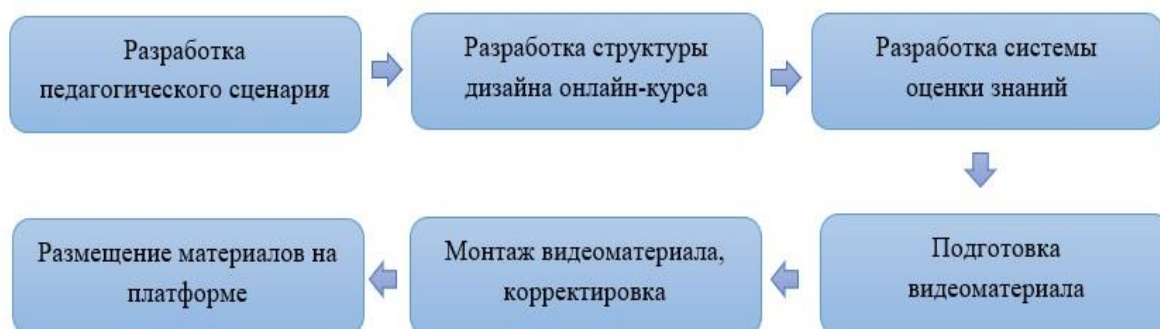 Разработка
педагогического сценария
Разработка структуры
дизайна онлайн-курса
Разработка системы
оценки знаний
Подготовка
видеоматериала
Монтаж видеоматериала,
корректировка
Размещение материалов на
платформе